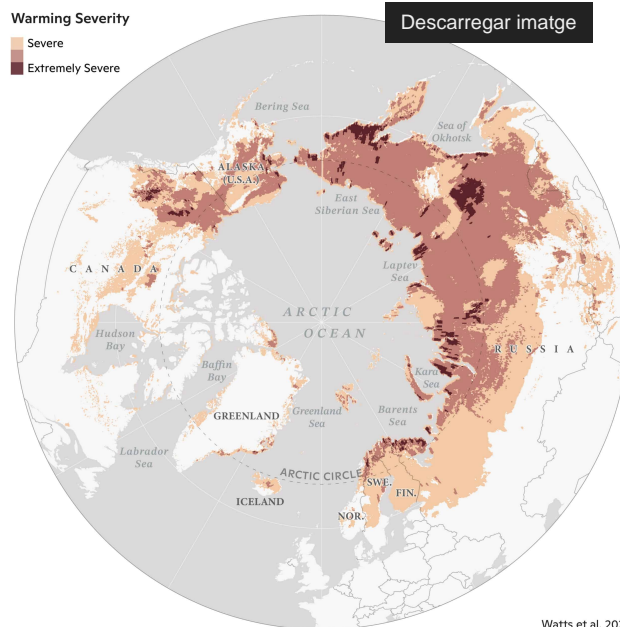 Warming Severity
Severe
Extremely Severe
Descarregar imatge
Bering Sea
Sea of
Okhotsk
ALASKA
(U.S.A.)
East
Siberian Sea
Laptev
Sea
CANADA
ARCTIC
OCEAN
Hudson
Bay
RUSSIA
Baffin
Bay
Kara
Sea
GREENLAND
Greenland
Sea
Barents
Sea
Labrador
Sea
ARCTIC CIRCLE
SWE.
FIN.
ICELAND
NOR.
Watts et al. 202